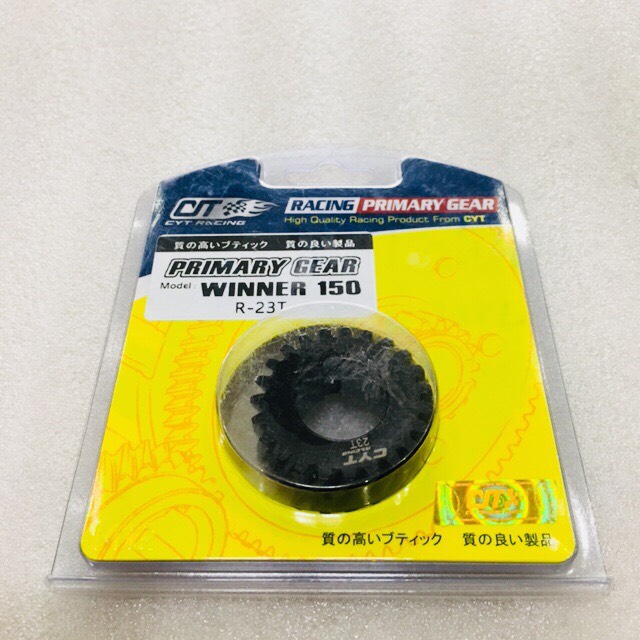 CYT
CYT RACING
RACING PRIMARY GEAR
High Quality Racing Product From CYT
質の高いブティック 質の良い製品
PRIMARY GEAR
Model: WINNER 150
R-23T
CYT
RACING
23T
質の高いブティック 質の良い製品